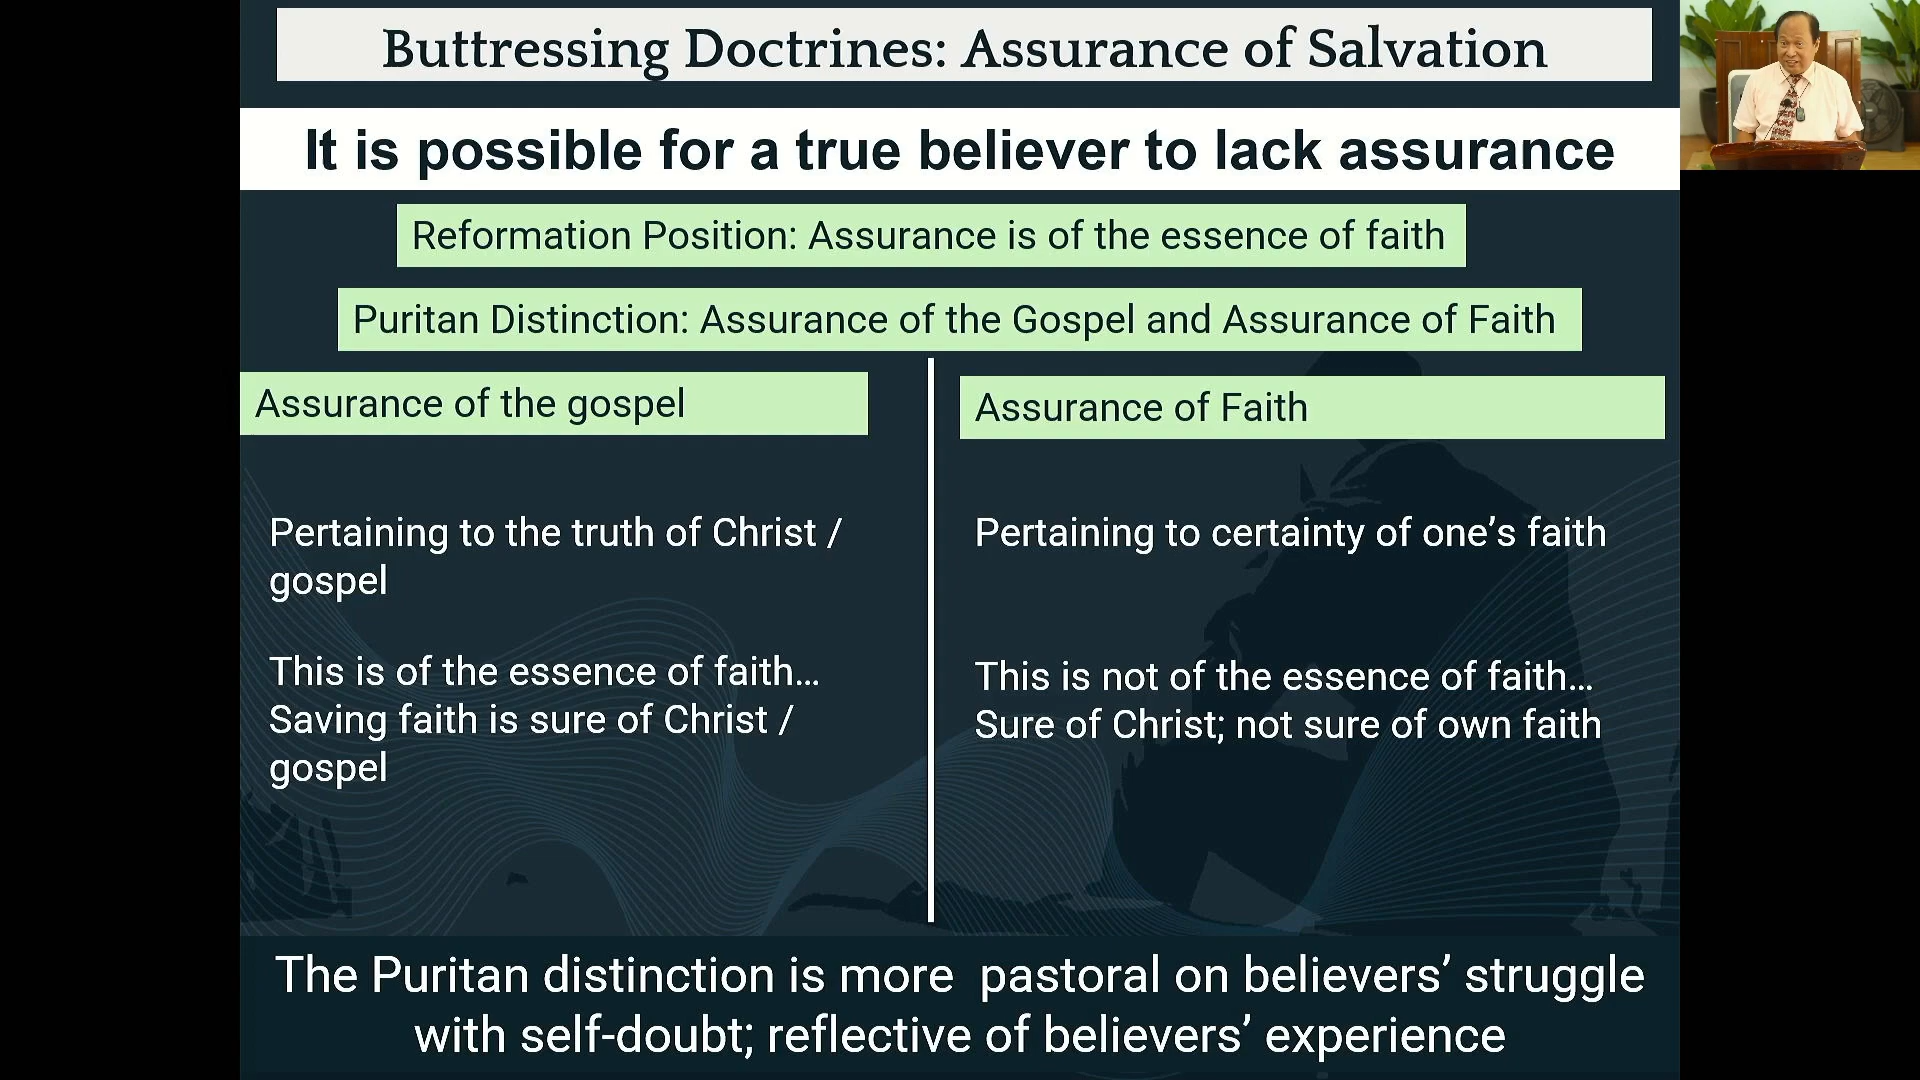 Buttressing Doctrines: Assurance of Salvation
It is possible for a true believer to lack assurance
Reformation Position: Assurance is of the essence of faith
Puritan Distinction: Assurance of the Gospel and Assurance of Faith
Assurance of the gospel
Pertaining to the truth of Christ /
gospel
This is of the essence of faith…
Saving faith is sure of Christ /
gospel
Assurance of Faith
Pertaining to certainty of one’s faith
This is not of the essence of faith…
Sure of Christ; not sure of own faith
The Puritan distinction is more  pastoral on believers’ struggle
with self-doubt; reflective of believers’ experience